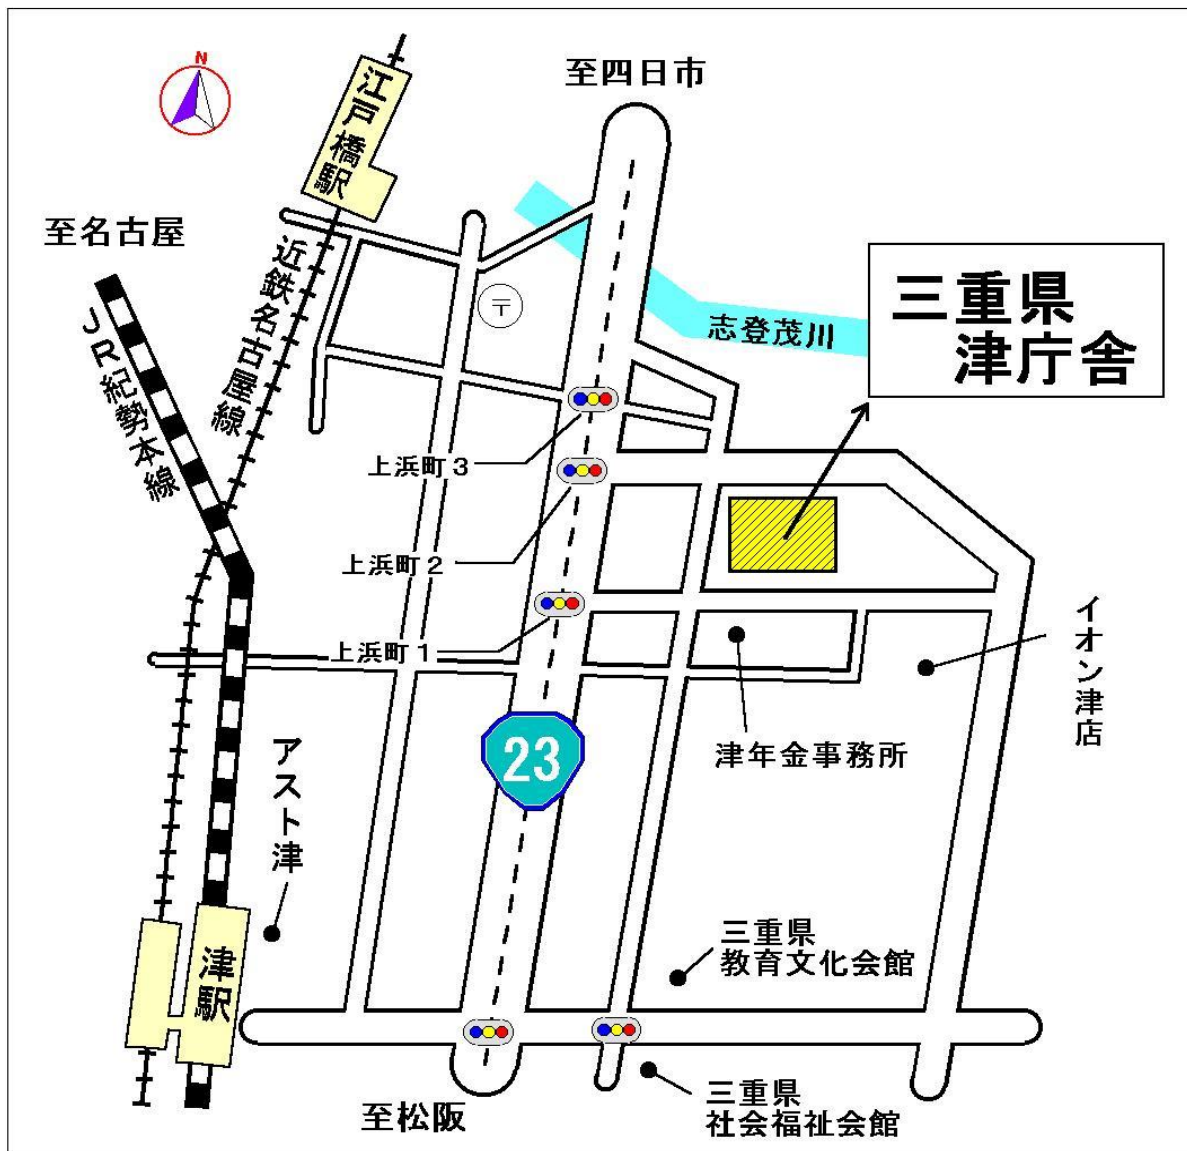 N
至四日市
江戸橋駅
至名古屋
近鉄名古屋線
JR紀勢本線
〒
志登茂川
三重県
津庁舎
上浜町3
上浜町2
上浜町1
イオン津店
23
津年金事務所
アスト津
三重県
教育文化会館
津駅
至松阪
三重県
社会福祉会館